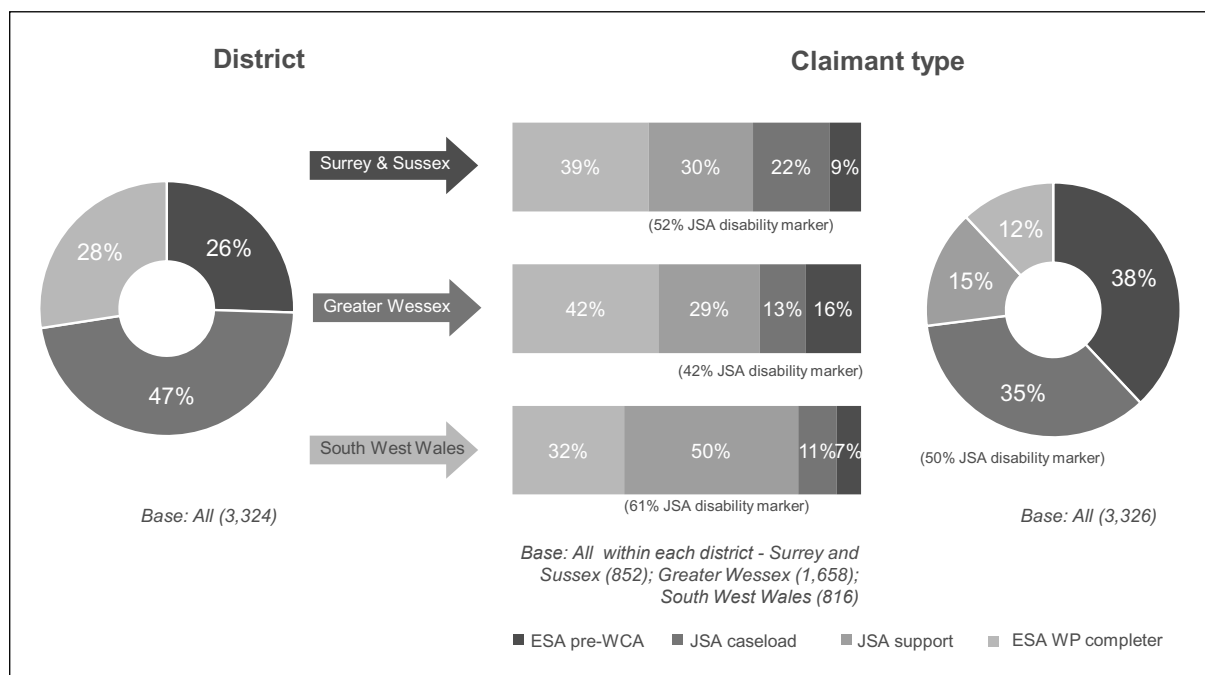 District
Claimant type
Surrey & Sussex
39% 30% 22% 9%
(52% JSA disability marker)
28% 26%
47%
Greater Wessex
42% 29% 13% 16%
(42% JSA disability marker)
12%
15% 38%
35%
South West Wales
32% 50% 11% 7%
(61% JSA disability marker)
(50% JSA disability marker)
Base: All (3,324)
Base: All (3,326)
Base: All within each district - Surrey and
Sussex (852); Greater Wessex (1,658);
South West Wales (816)
ESA pre-WCA JSA caseload JSA support ESA WP completer